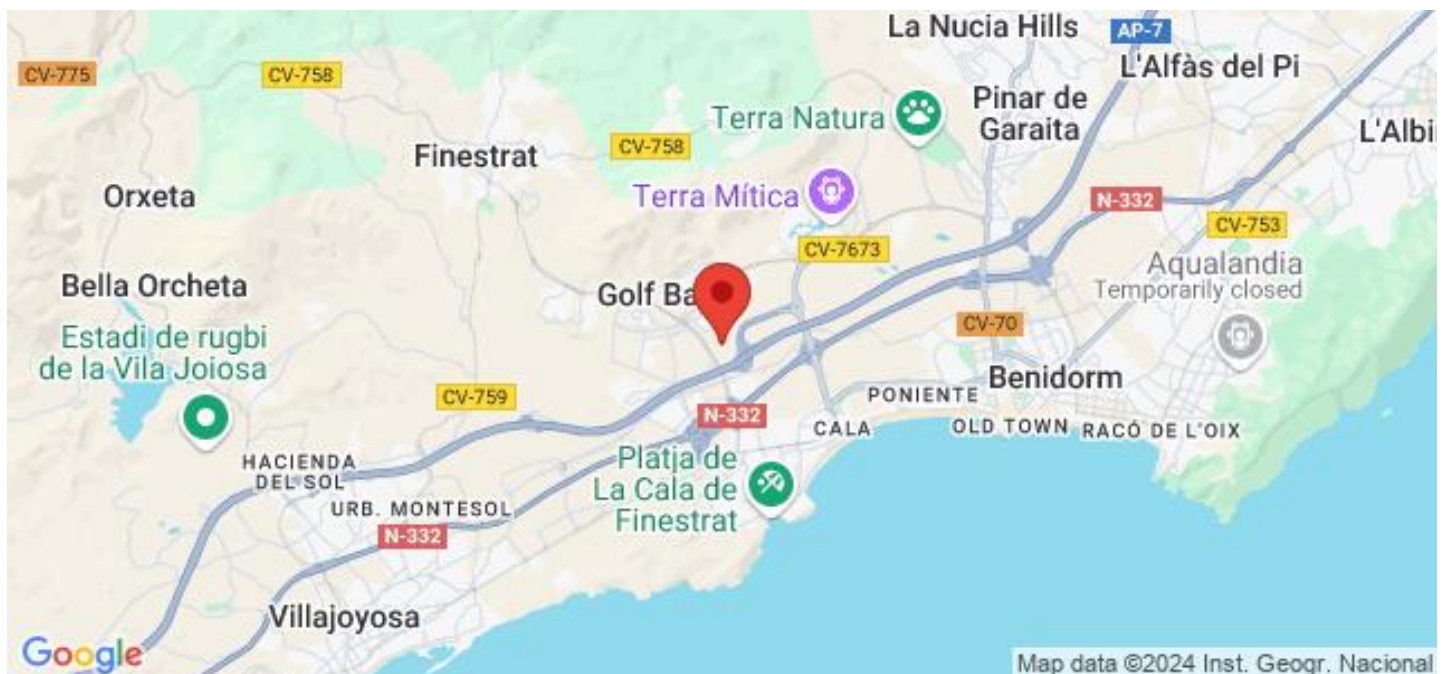 La Nucia Hills
AP-7
CV-775
CV-758
L'Alfàs del Pi
Terra Natura
Pinar de
Garaita
Finestrat
CV-758
L'Albi
Orxeta
Terra Mítica
N-332
CV-753
CV-7673
Bella Orcheta
Golf Ba
Aqualandia
Temporarily closed
Estadi de rugbi
de la Vila Joiosa
CV-70
Benidorm
CV-759
PONIENTE
N-332
CALA
OLD TOWN
RACÓ DE L'OIX
HACIENDA
DEL SOL
Platja de
La Cala de
Finestrat
URB. MONTESOL
N-332
Villajoyosa
Google
Map data ©2024 Inst. Geogr. Nacional